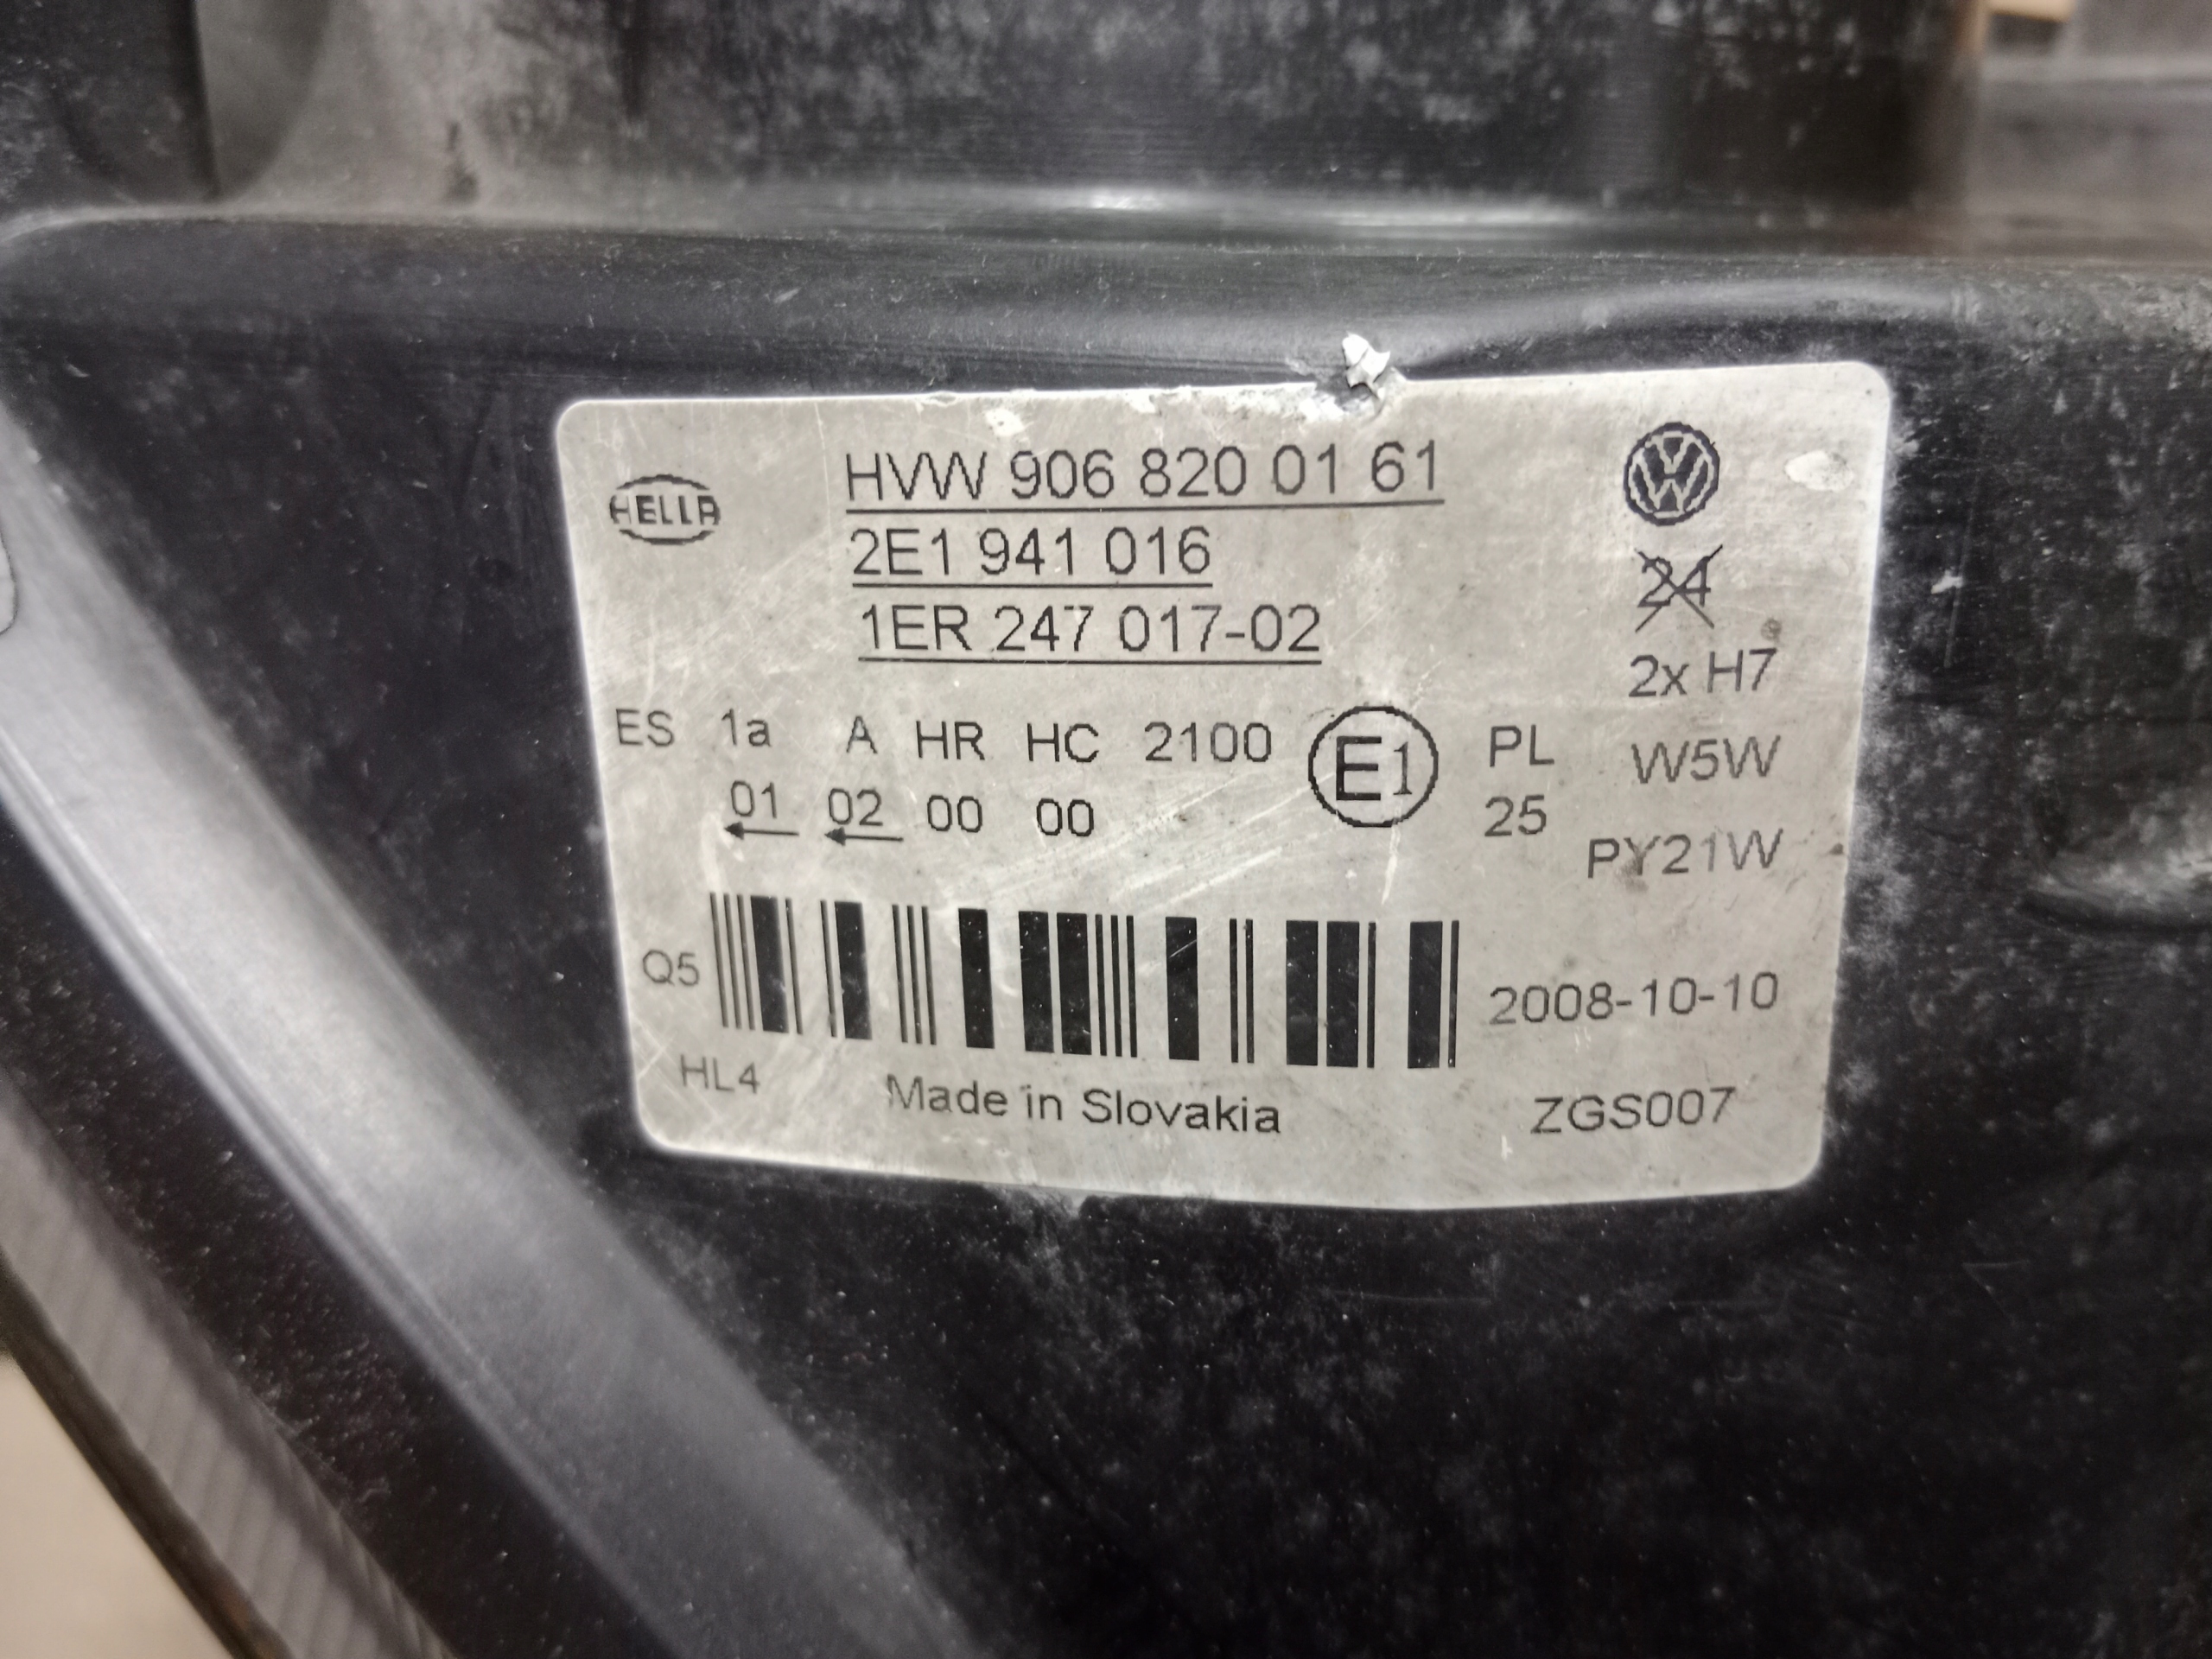 HELLA
HVW 906 820 01 61
2E1 941 016
1ER 247 017-02
24
2x H7
W5W
PY21W
ES 1a A HR HC 2100 E1 PL
01 02 00 00 25
Q5
2008-10-10
HL4
Made in Slovakia
ZGS007